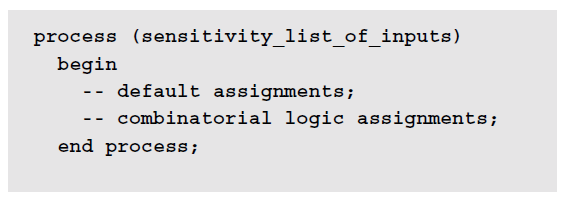 process (sensitivity_list_of_inputs)
begin
-- default assignments;
-- combinatorial logic assignments;
end process;